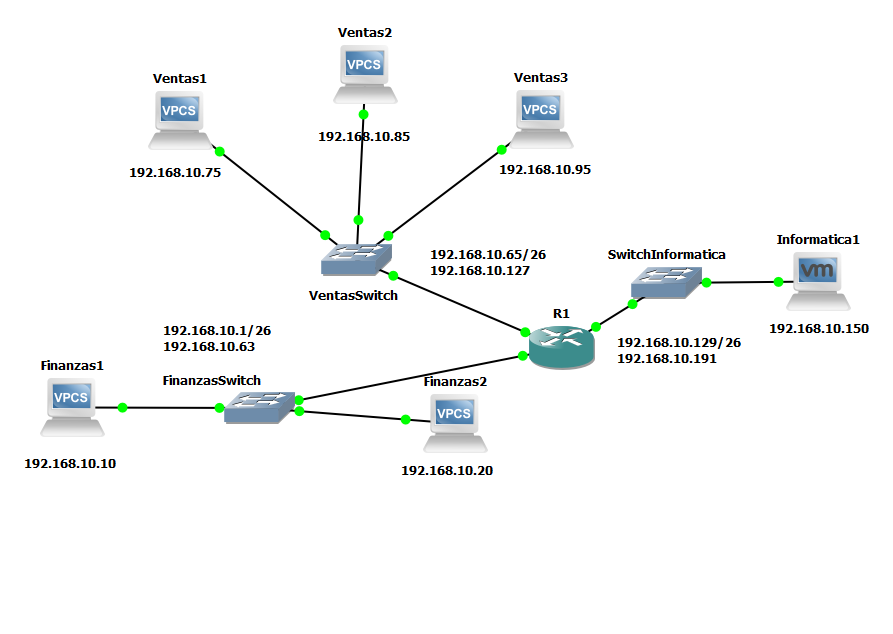 Ventas2
VPCS
192.168.10.85
Ventas1
VPCS
192.168.10.75
Ventas3
VPCS
192.168.10.95
192.168.10.65/26
192.168.10.127
VentasSwitch
SwitchInformatica
Informatica1
vm
192.168.10.150
R1
192.168.10.129/26
192.168.10.191
192.168.10.1/26
192.168.10.63
Finanzas1
VPCS
192.168.10.10
FinanzasSwitch
Finanzas2
VPCS
192.168.10.20